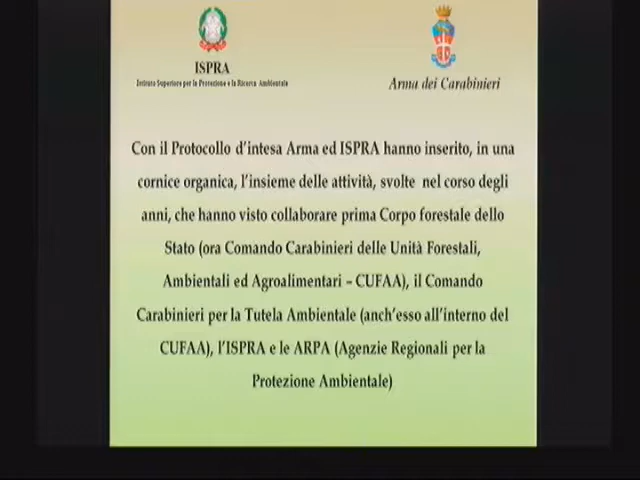 ISPRA
Istituto Superiore per la Protezione e la Ricerca Ambientale
Arma dei Carabinieri
Con il Protocollo d'intesa Arma ed ISPRA hanno inserito, in una
cornice organica, l'insieme delle attività, svolte nel corso degli
anni, che hanno visto collaborare prima Corpo forestale dello
Stato (ora Comando Carabinieri delle Unità Forestali,
Ambientali ed Agroalimentari – CUFAA), il Comando
Carabinieri per la Tutela Ambientale (anch'esso all'interno del
CUFAA), l'ISPRA e le ARPA (Agenzie Regionali per la
Protezione Ambientale)